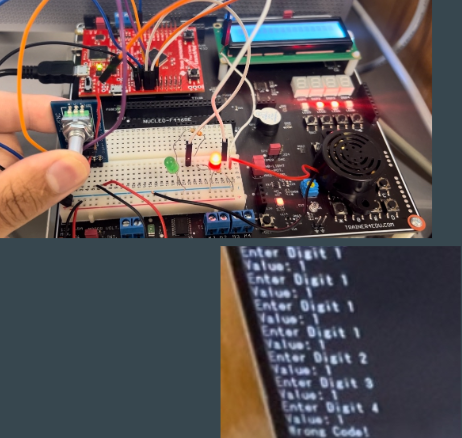 NUCLEO-F446RE
TRAINER4EDU.COM
Enter Digit 1
Value: 1
Enter Digit 1
Value: 1
Enter Digit 1
Value: 1
Enter Digit 1
Value: 1
Enter Digit 2
Value: 1
Enter Digit 3
Value: 1
Enter Digit 4
Value: 1
Wrong Code!